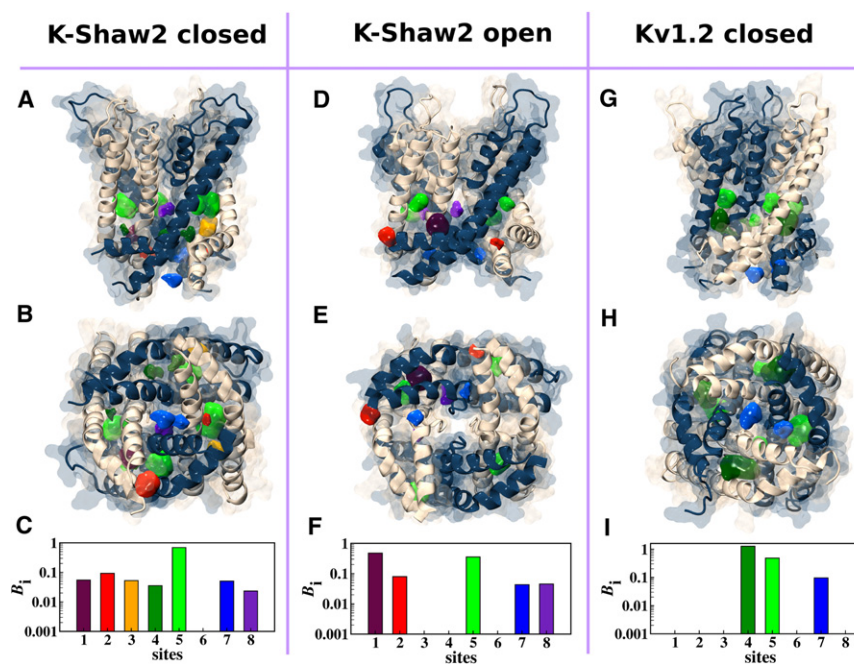 K-Shaw2 closed
K-Shaw2 open
Kv1.2 closed
A
D
G
B
E
H
C
F
I
1
0.1
0.01
0.001
Bi
1 2 3 4 5 6 7 8
sites
1
0.1
0.01
0.001
Bi
1 2 3 4 5 6 7 8
sites
1
0.1
0.01
0.001
Bi
1 2 3 4 5 6 7 8
sites